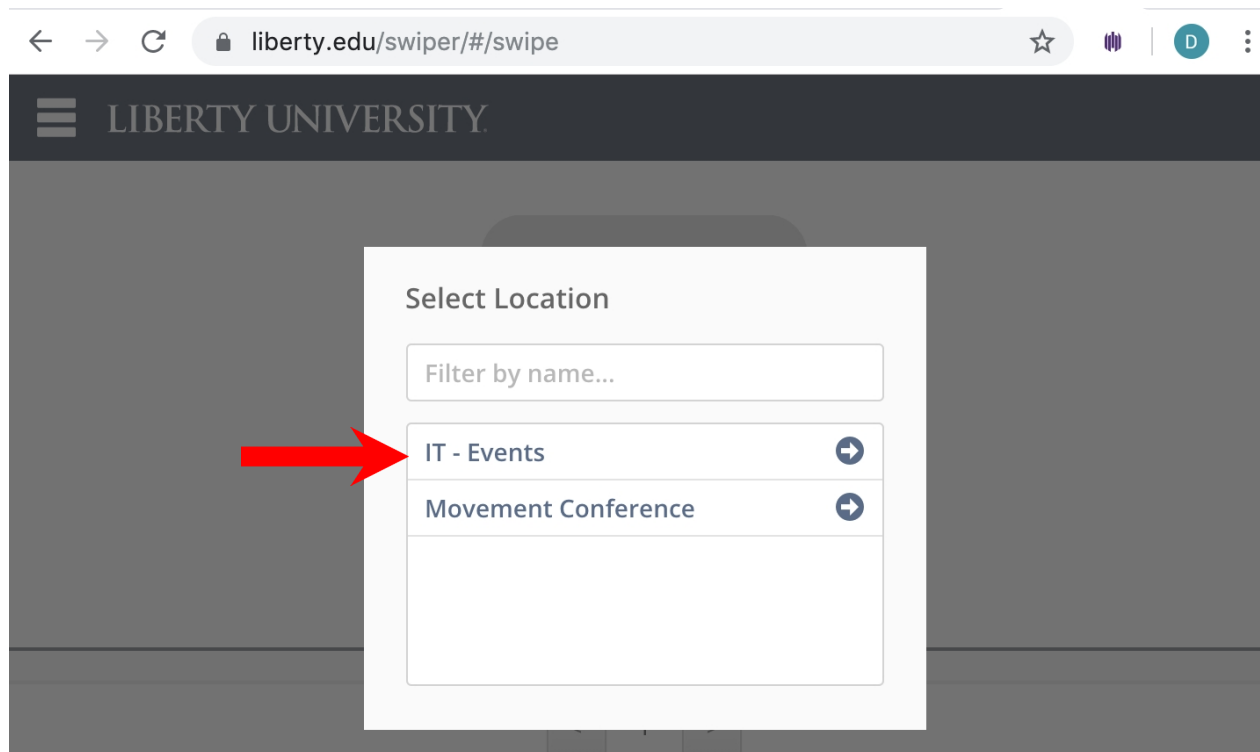 liberty.edu/swiper/#/swipe
D
LIBERTY UNIVERSITY.
Select Location
Filter by name...
IT - Events
Movement Conference